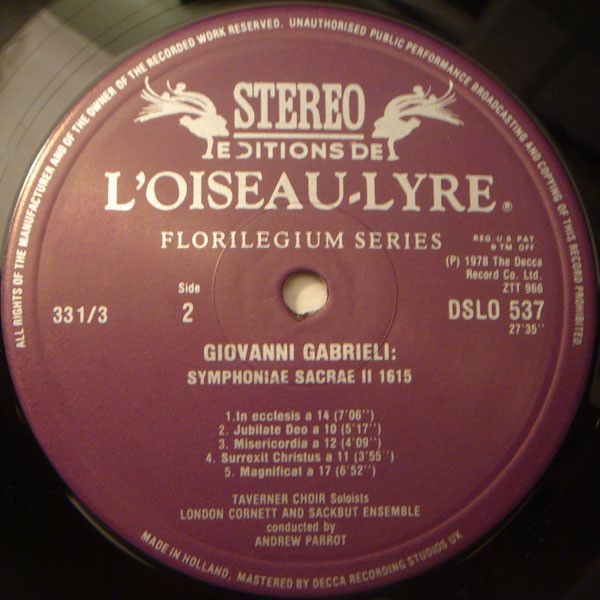 ALL RIGHTS OF THE MANUFACTURER AND OF THE OWNER OF THE RECORDED WORK RESERVED. UNAUTHORISED PUBLIC PERFORMANCE BROADCASTING AND COPYING OF THIS RECORD PROHIBITED.
STEREO
EDITIONS DE
L'OISEAU-LYRE®
FLORILEGIUM SERIES
REG. U.S. PAT.
& TM. OFF
(P) 1978 The Decca
Record Co. Ltd.
ZTT 966
331/3
Side
2
DSLO 537
27'35''
GIOVANNI GABRIELI:
SYMPHONIAE SACRAE II 1615
1.In ecclesis a 14 (7'06'')
2. Jubilate Deo a 10 (5'17'')
3. Misericordia a 12 (4'09'')
4. Surrexit Christus a 11 (3'55'')
5. Magnificat a 17 (6'52'')
TAVERNER CHOIR Soloists
LONDON CORNETT AND SACKBUT ENSEMBLE
conducted by
ANDREW PARROT
MADE IN HOLLAND, MASTERED BY DECCA RECORDING STUDIOS UK